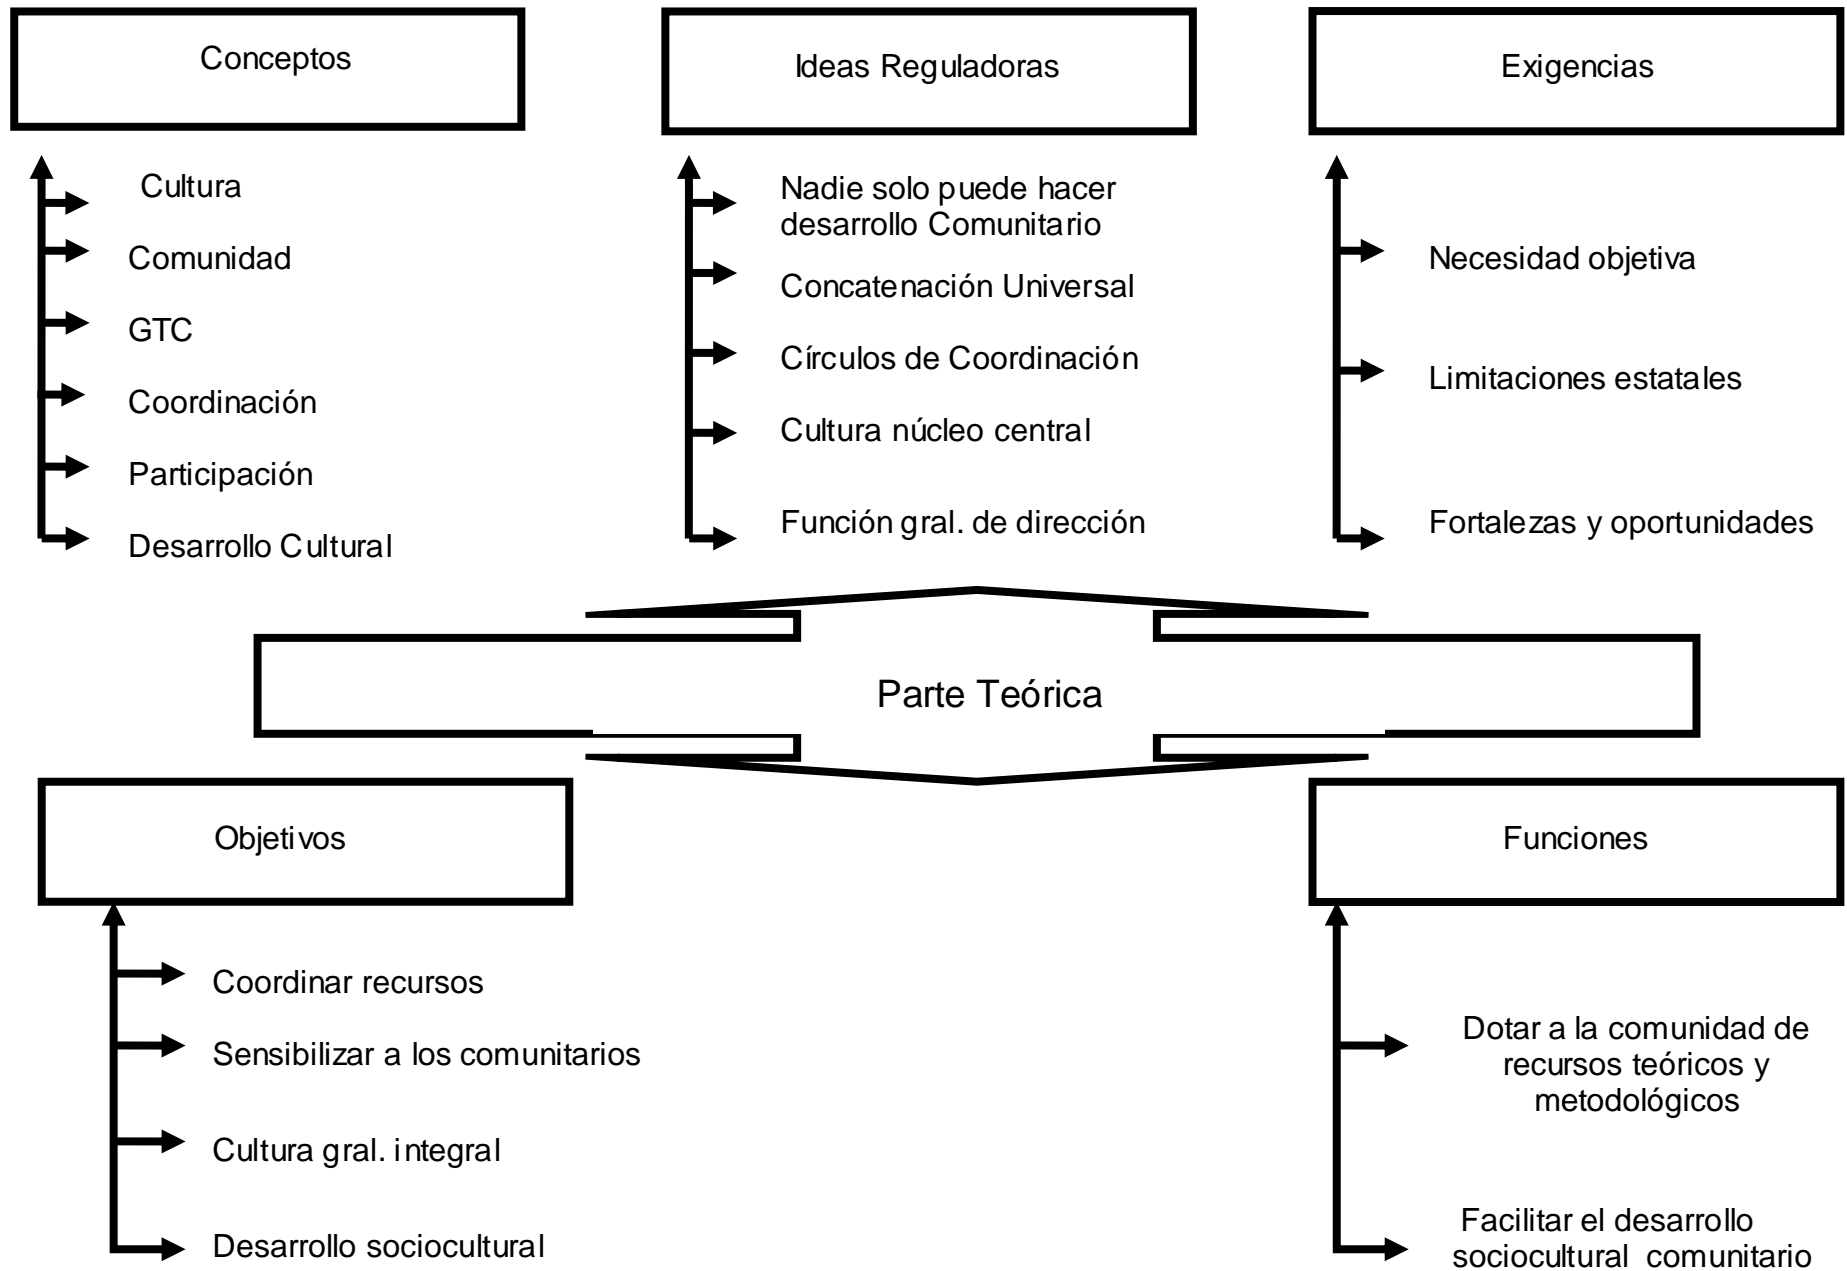 Conceptos
Cultura
Comunidad
GTC
Coordinación
Participación
Desarrollo Cultural
Ideas Reguladoras
Nadie solo puede hacer
desarrollo Comunitario
Concatenación Universal
Círculos de Coordinación
Cultura núcleo central
Función gral. de dirección
Exigencias
Necesidad objetiva
Limitaciones estatales
Fortalezas y oportunidades
Parte Teórica
Objetivos
Coordinar recursos
Sensibilizar a los comunitarios
Cultura gral. integral
Desarrollo sociocultural
Funciones
Dotar a la comunidad de
recursos teóricos y
metodológicos
Facilitar el desarrollo
sociocultural comunitario